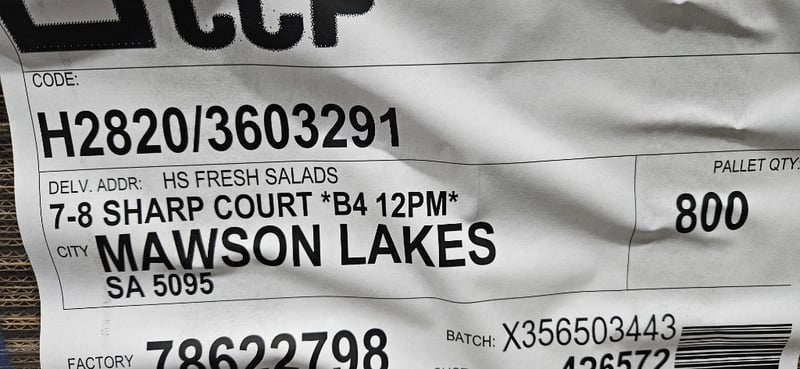 CCP
CODE:
H2820/3603291
DELV. ADDR: HS FRESH SALADS
7-8 SHARP COURT *B4 12PM*
CITY MAWSON LAKES
SA 5095
PALLET QTY:
800
FACTORY 78622798
BATCH: X356503443
426572